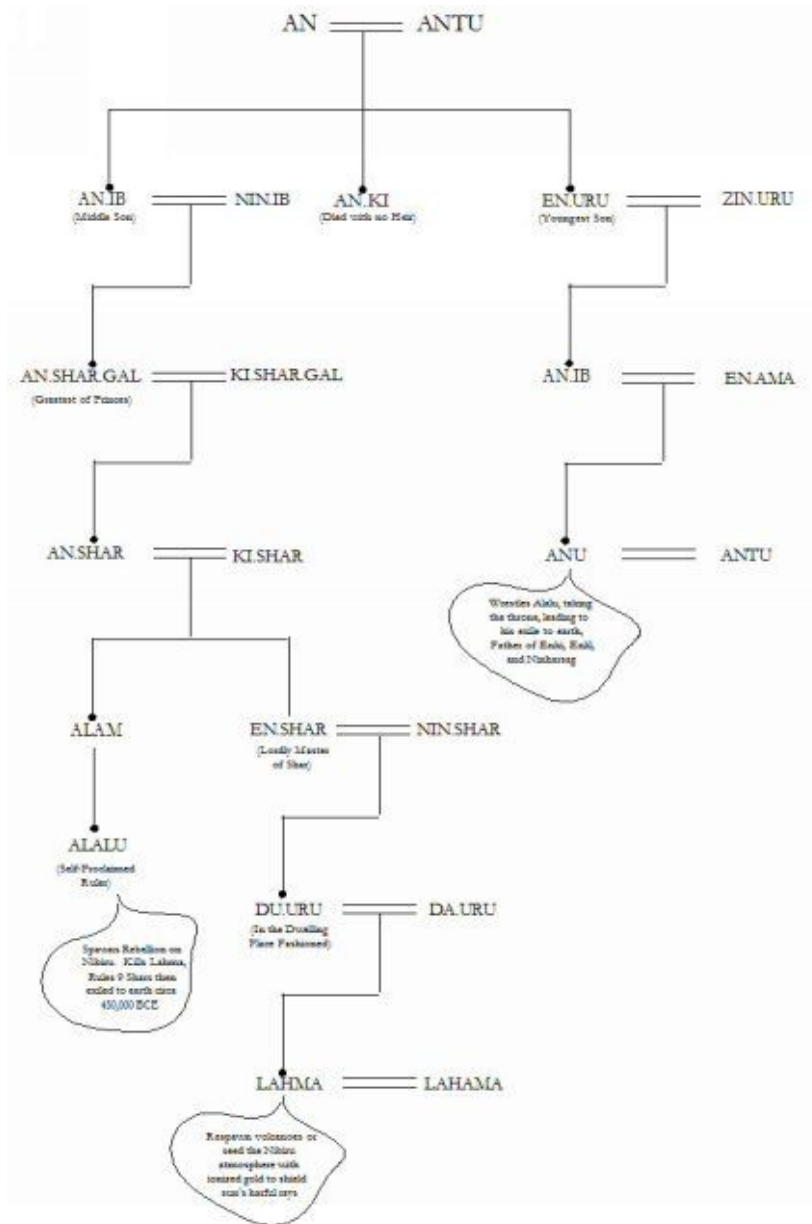 AN ANTU
AN.IB NIN.IB AN.KI EN.URU ZIN.URU
(Middle Son) (Died with no Heir) (Youngest Son)
AN.SHAR.GAL KI.SHAR.GAL AN.IB EN.AMA
(Greatest of Princes)
AN.SHAR KI.SHAR ANU ANTU
Wrestles Alalu, taking
the throne, leading to
his exile to earth,
Father of Enki, Enlil,
and Ninharsag
ALAM EN.SHAR NIN.SHAR
(Lordly Master
of Shar)
ALALU
(Self-Proclaimed
Ruler)
DU.URU DA.URU
(In the Dwelling
Place Fashioned)
Rebellion on
Nibiru. Kills Lahma,
Rules 9 Shars then
exiled to earth circa
450,000 BCE
LAHMA LAHAMA
volcanoes or
seed the Nibiru
atmosphere with
ionized gold to shield
sun's harful rays